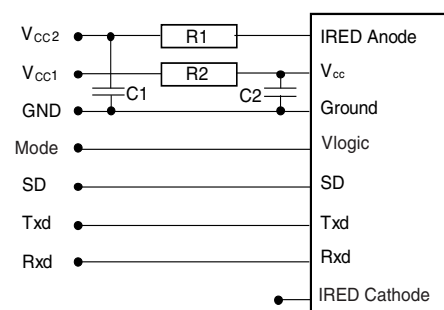 VCC2 R1 IRED Anode
VCC1 R2 Vcc
GND C1 C2 Ground
Mode Vlogic
SD SD
Txd Txd
Rxd Rxd
IRED Cathode